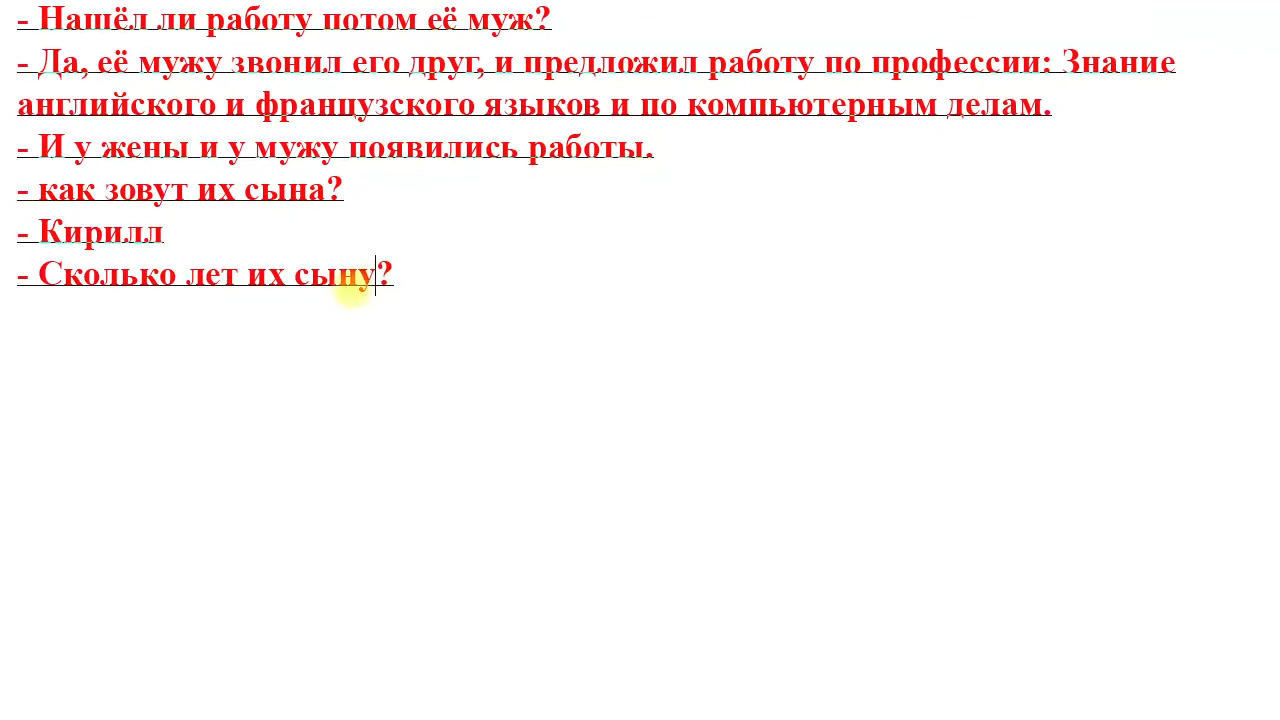 - Нашёл ли работу потом её муж?
- Да, её мужу звонил его друг, и предложил работу по профессии: Знание
английского и французского языков и по компьютерным делам.
- И у жены и у мужу появились работы.
- как зовут их сына?
- Кирилл
- Сколько лет их сыну?